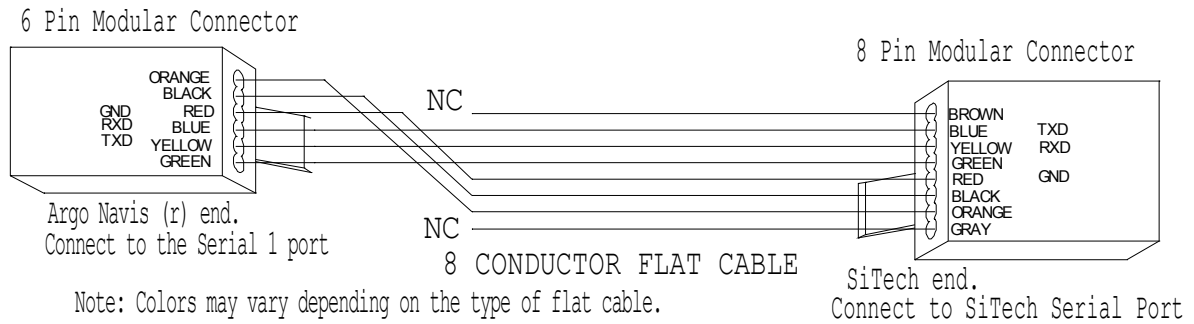 6 Pin Modular Connector
8 Pin Modular Connector
ORANGE
BLACK
GND RED
RXD BLUE
TXD YELLOW
GREEN
NC
BROWN
BLUE TXD
YELLOW RXD
GREEN
RED GND
BLACK
ORANGE
GRAY
NC
Argo Navis (r) end.
Connect to the Serial 1 port
8 CONDUCTOR FLAT CABLE
SiTech end.
Connect to SiTech Serial Port
Note: Colors may vary depending on the type of flat cable.